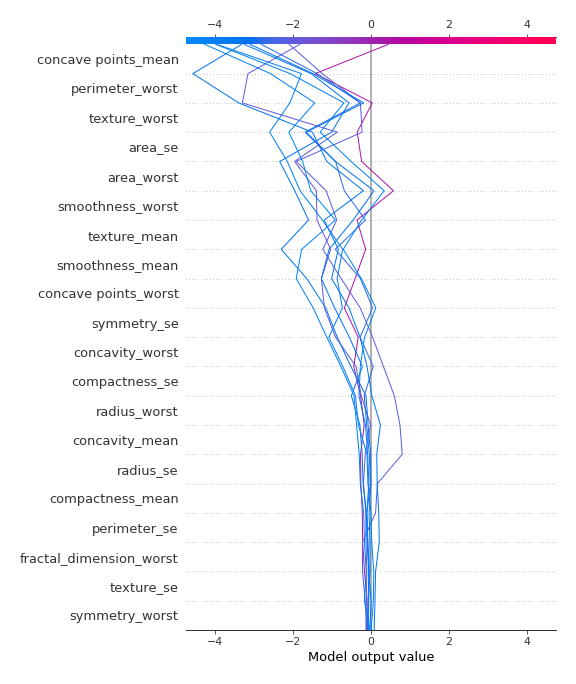 −4 −2 0 2 4
concave points_mean
perimeter_worst
texture_worst
area_se
area_worst
smoothness_worst
texture_mean
smoothness_mean
concave points_worst
symmetry_se
concavity_worst
compactness_se
radius_worst
concavity_mean
radius_se
compactness_mean
perimeter_se
fractal_dimension_worst
texture_se
symmetry_worst
−4 −2 0 2 4
Model output value